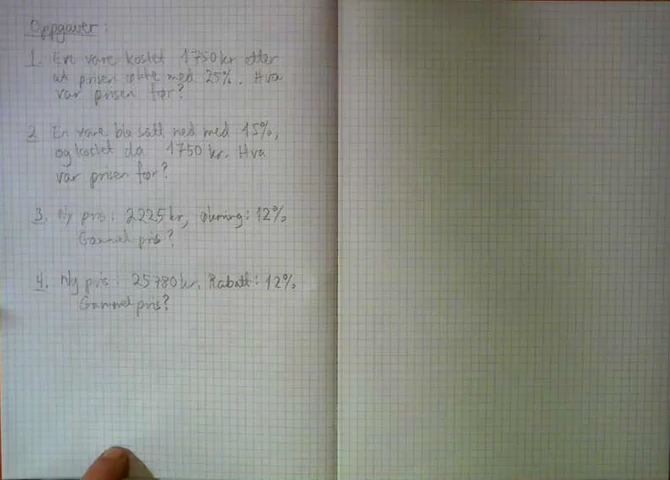 Oppgaver:
1. En vare kostet 1750 kr etter
at prisen økte med 25%. Hva
var prisen før?
2. En vare ble satt ned med 15%,
og kostet da 1750 kr. Hva
var prisen før?
3. Ny pris: 2225 kr, økning: 12%
Gammel pris?
4. Ny pris: 25780 kr. Rabatt: 12%
Gammel pris?